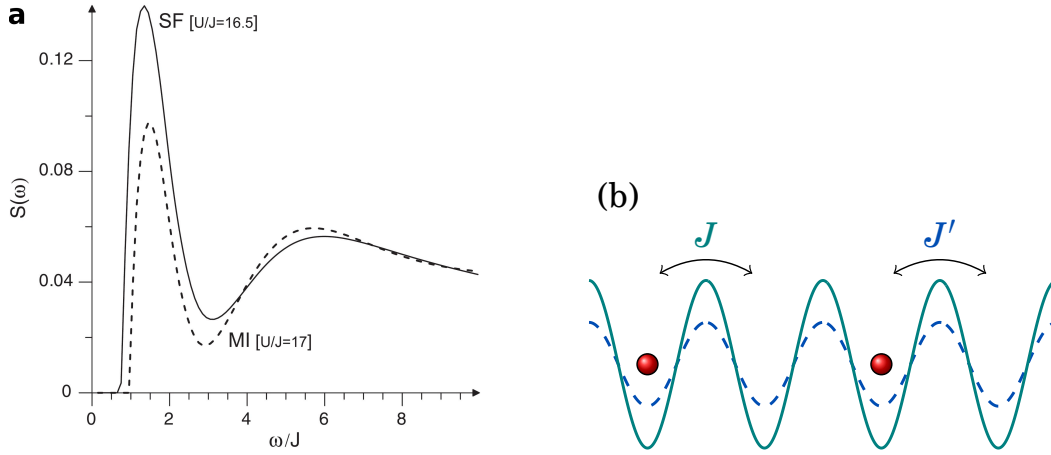 a
SF [U/J=16.5]
0.12
0.08
S(ω)
0.04
MI [U/J=17]
0
0 2 4 6 8
ω/J
(b)
J J′